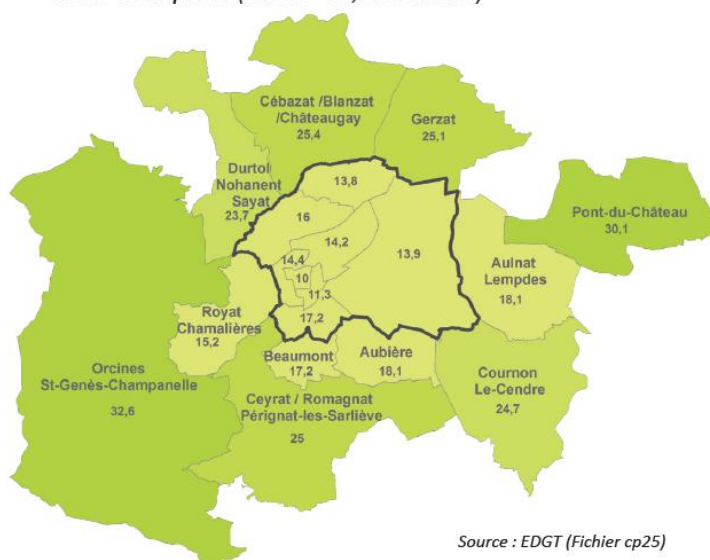 Cébazat /Blanzat
/Châteaugay
25,4
Gerzat
25,1
Durtol
Nohanent
Sayat
23,7
13,8
16
14,2
14,4
10
11,3
17,2
13,9
Pont-du-Château
30,1
Aulnat
Lempdes
18,1
Royat
Chamalières
15,2
Orcines
St-Genès-Champanelle
32,6
Beaumont
17,2
Aubière
18,1
Cournon
Le-Cendre
24,7
Ceyrat / Romagnat
Pérignat-les-Sarliève
25
Source : EDGT (Fichier cp25)